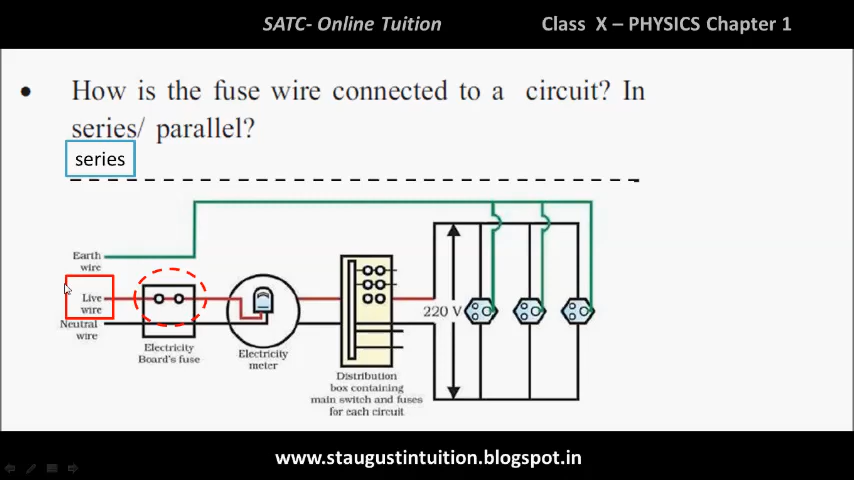 SATC- Online Tuition Class X – PHYSICS Chapter 1
• How is the fuse wire connected to a circuit? In
series/ parallel?
series
Earth
wire
Live
wire
Neutral
wire
Electricity
Board's fuse
Electricity
meter
Distribution
box containing
main switch and fuses
for each circuit
220 V
www.staugustintuition.blogspot.in